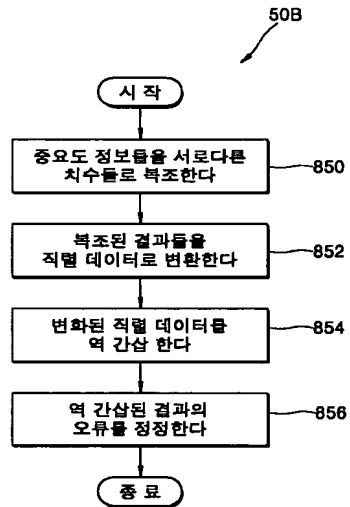 50B
시 작
중요도 정보들을 서로다른
치수들로 복조한다
850
복조된 결과들을
직렬 데이터로 변환한다
852
변화된 직렬 데이터를
역 간삽 한다
854
역 간삽된 결과의
오류를 정정한다
856
종 료